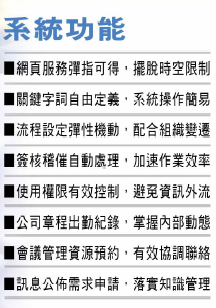 系統功能
■網頁服務彈指可得，擺脫時空限制
■關鍵字詞自由定義，系統操作簡易
■流程設定彈性機動，配合組織變遷
■簽核稽催自動處理，加速作業效率
■使用權限有效控制，避免資訊外流
■公司章程出勤紀錄，掌握內部動態
■會議管理資源預約，有效協調聯絡
■訊息公佈需求申請，落實知識管理